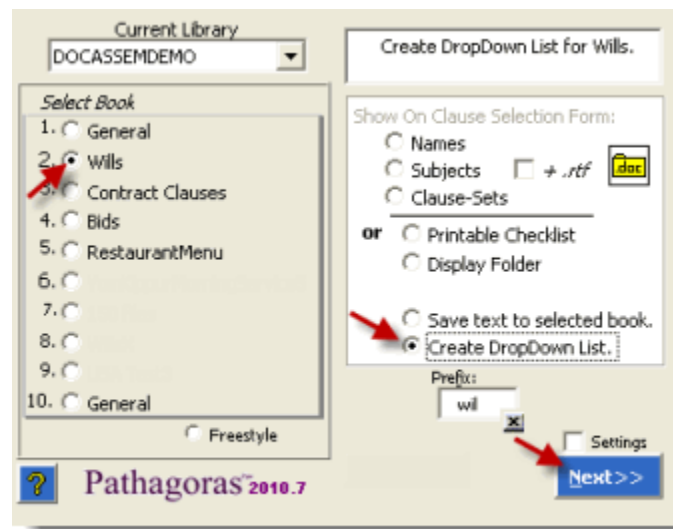 Current Library
DOCASSEMDEMO
Create DropDown List for Wills.
Select Book
1. General
2. Wills
3. Contract Clauses
4. Bids
5. RestaurantMenu
6.
7.
8.
9.
10. General
Freestyle
Show On Clause Selection Form:
Names
Subjects + .rtf .doc
Clause-Sets
or Printable Checklist
Display Folder
Save text to selected book.
Create DropDown List.
Prefix:
wil
x
Settings
? Pathagoras™ 2010.7
Next>>